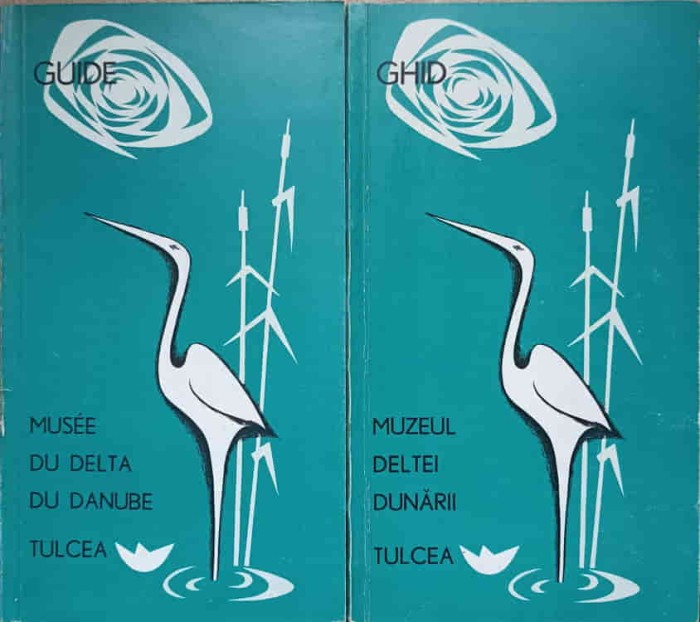 GUIDE
MUSÉE
DU DELTA
DU DANUBE
TULCEA
GHID
MUZEUL
DELTEI
DUNĂRII
TULCEA